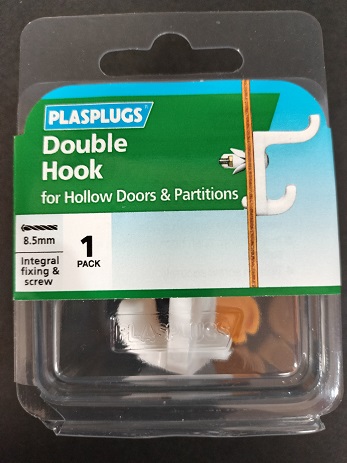 PLASPLUGS®
Double
Hook
for Hollow Doors & Partitions
8.5mm
Integral
fixing &
screw
1
PACK
PLASPLUGS